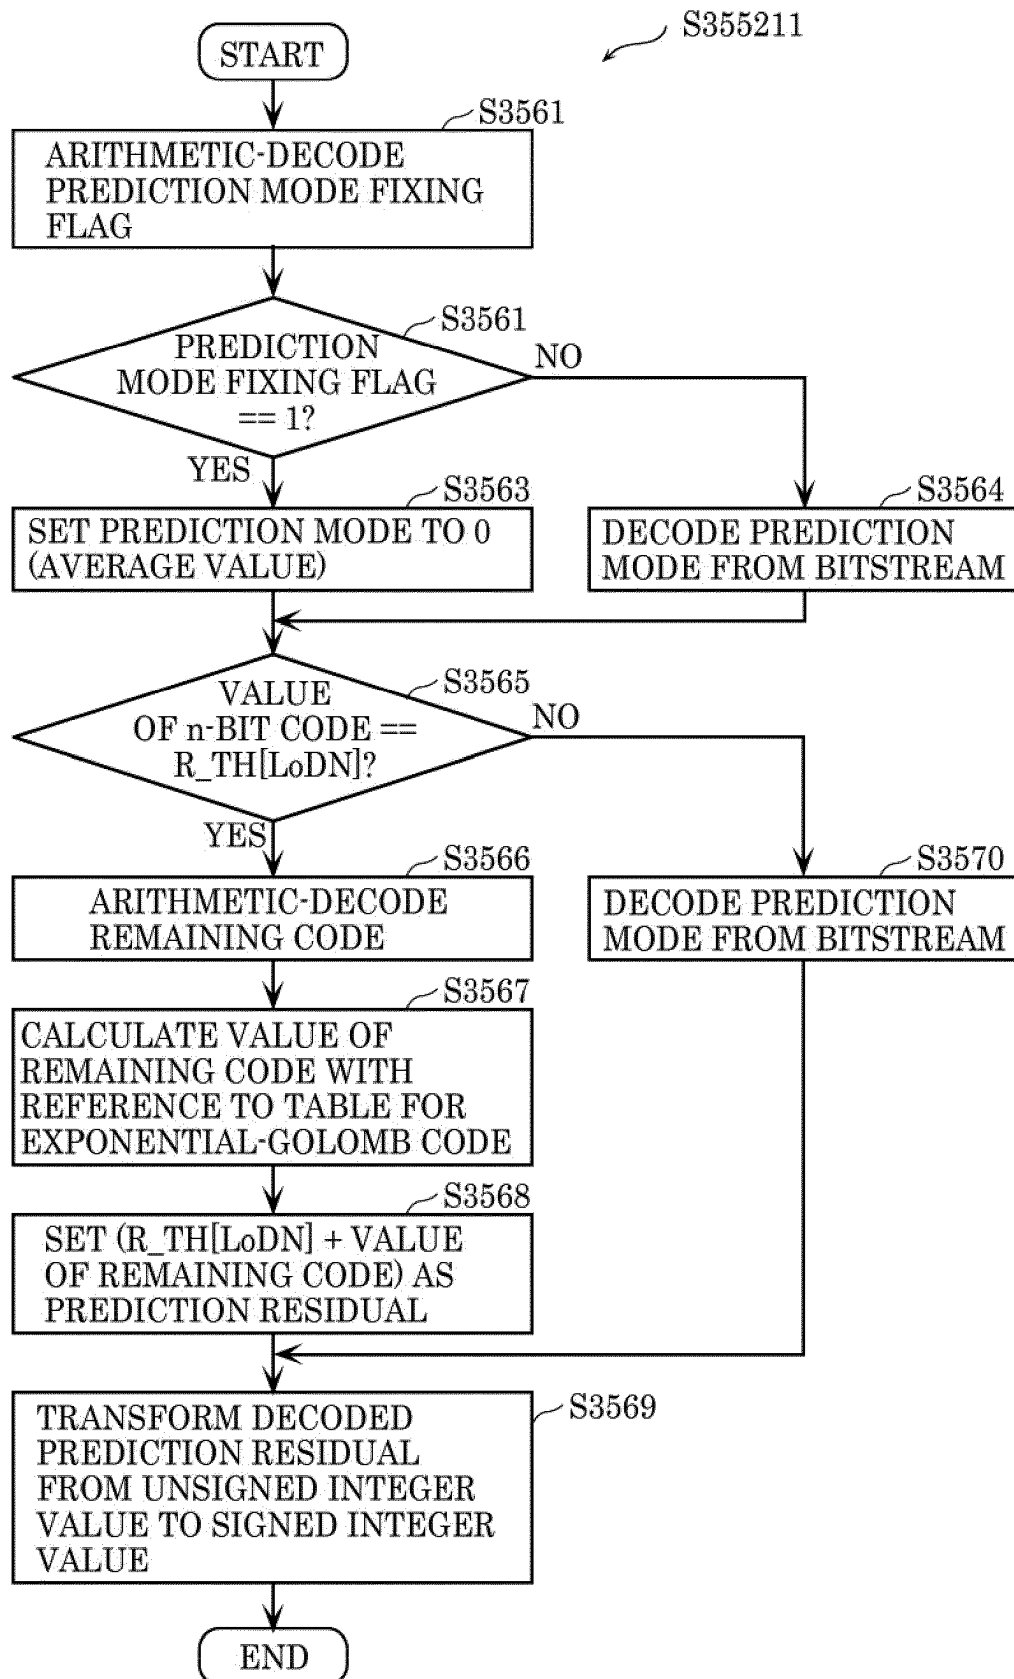 S355211
START
S3561
ARITHMETIC-DECODE
PREDICTION MODE FIXING
FLAG
S3561
PREDICTION
MODE FIXING FLAG
== 1?
NO
YES
S3563
SET PREDICTION MODE TO 0
(AVERAGE VALUE)
S3564
DECODE PREDICTION
MODE FROM BITSTREAM
S3565
VALUE
OF n-BIT CODE ==
R_TH[LoDN]?
NO
YES
S3566
ARITHMETIC-DECODE
REMAINING CODE
S3570
DECODE PREDICTION
MODE FROM BITSTREAM
S3567
CALCULATE VALUE OF
REMAINING CODE WITH
REFERENCE TO TABLE FOR
EXPONENTIAL-GOLOMB CODE
S3568
SET (R_TH[LoDN] + VALUE
OF REMAINING CODE) AS
PREDICTION RESIDUAL
S3569
TRANSFORM DECODED
PREDICTION RESIDUAL
FROM UNSIGNED INTEGER
VALUE TO SIGNED INTEGER
VALUE
END